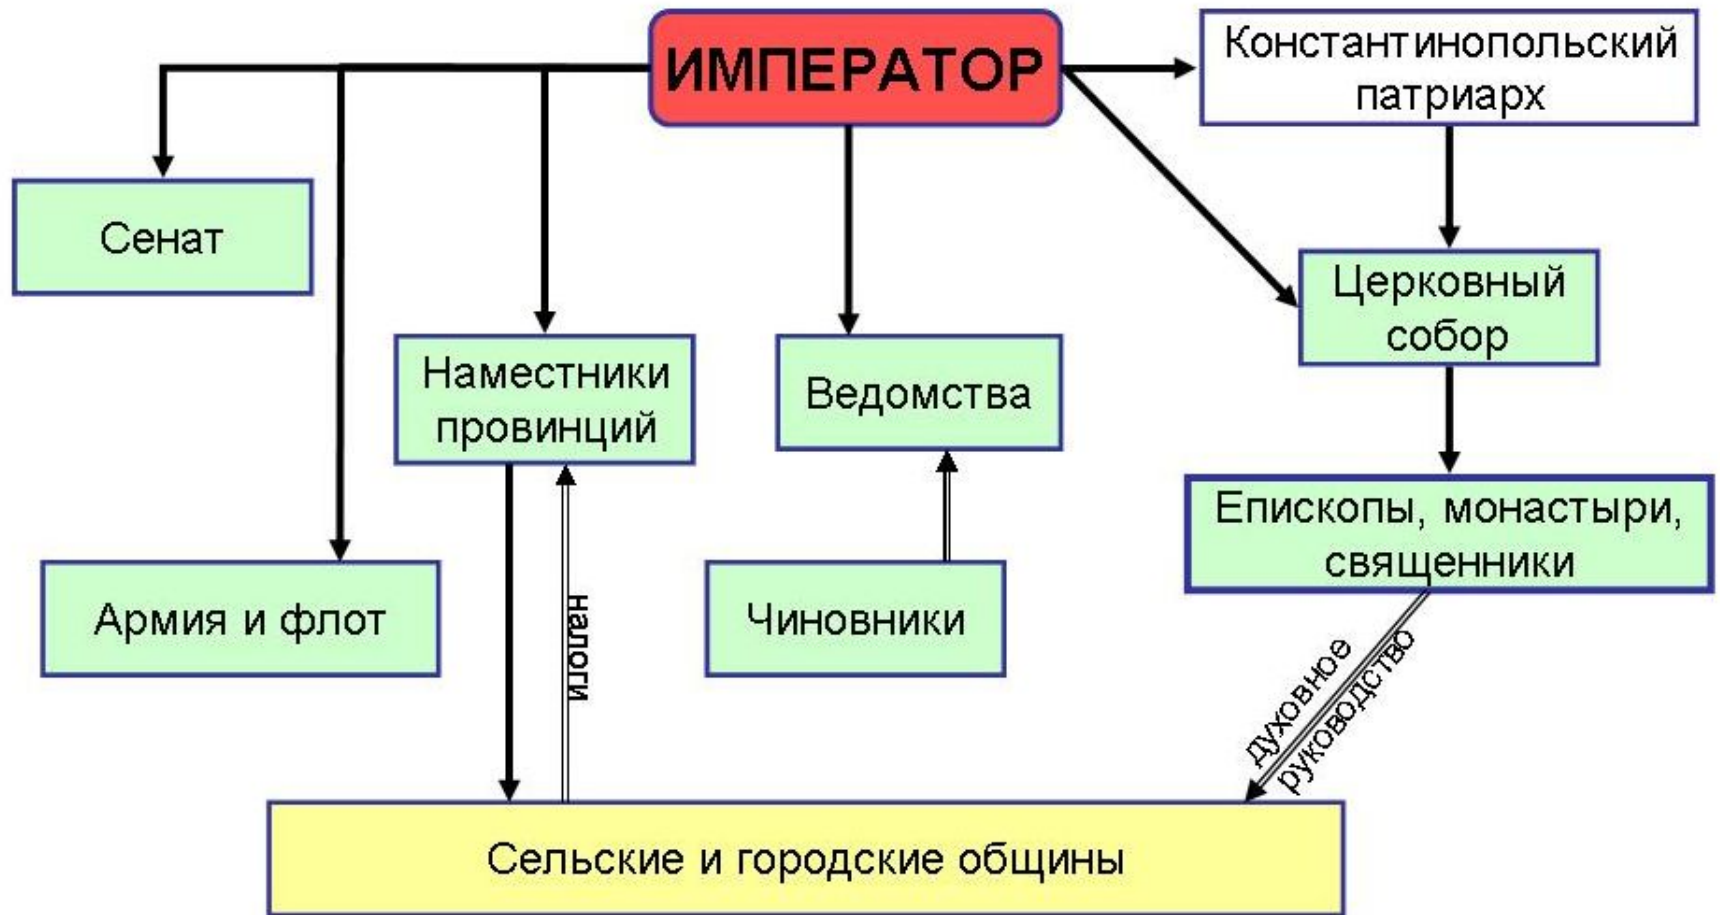 ИМПЕРАТОР
Константинопольский
патриарх
Сенат
Церковный
собор
Наместники
провинций
Ведомства
Епископы, монастыри,
священники
Армия и флот
налоги
Чиновники
духовное
руководство
Сельские и городские общины